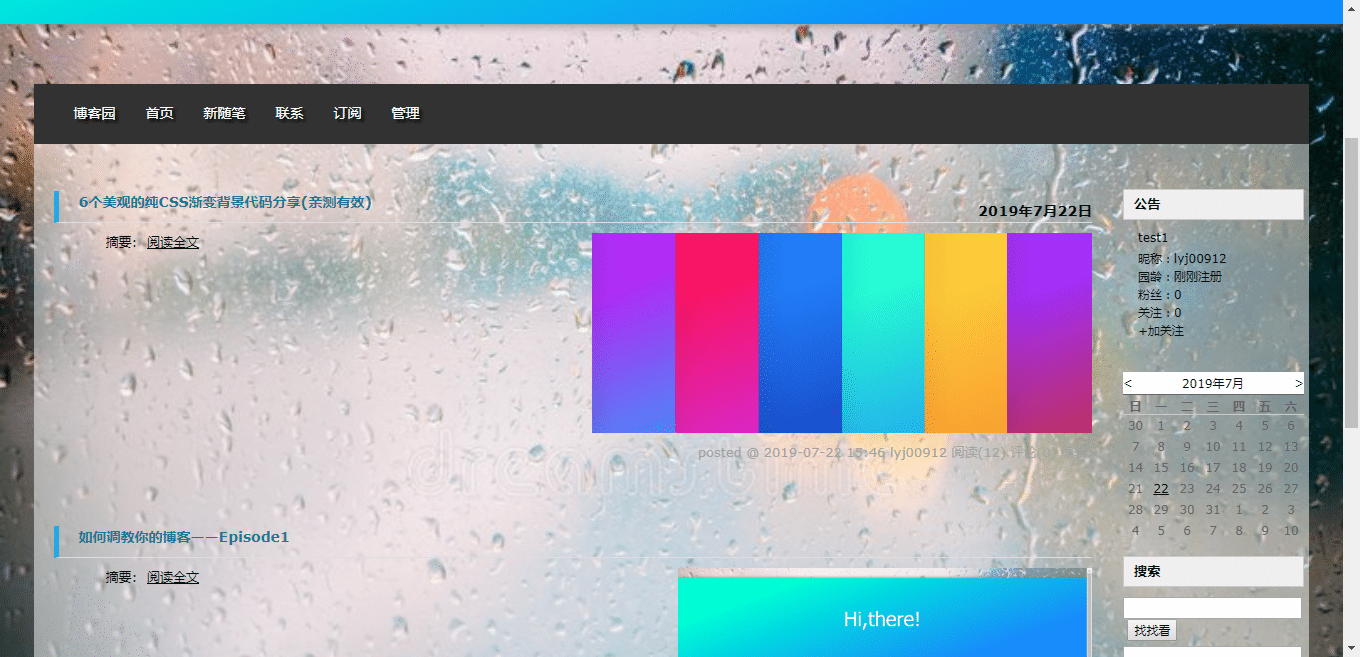 博客园 首页 新随笔 联系 订阅 管理
6个美观的纯CSS渐变背景代码分享(亲测有效)
2019年7月22日
摘要: 阅读全文
posted @ 2019-07-22 15:46 lyj00912 阅读(12) 评论(0)
dreamstime
如何调教你的博客——Episode1
摘要: 阅读全文
Hi,there!
公告
test1
昵称:lyj00912
园龄:刚刚注册
粉丝:0
关注:0
+加关注
< 2019年7月 >
日 一 二 三 四 五 六
30 1 2 3 4 5 6
7 8 9 10 11 12 13
14 15 16 17 18 19 20
21 22 23 24 25 26 27
28 29 30 31 1 2 3
4 5 6 7 8 9 10
搜索
找找看